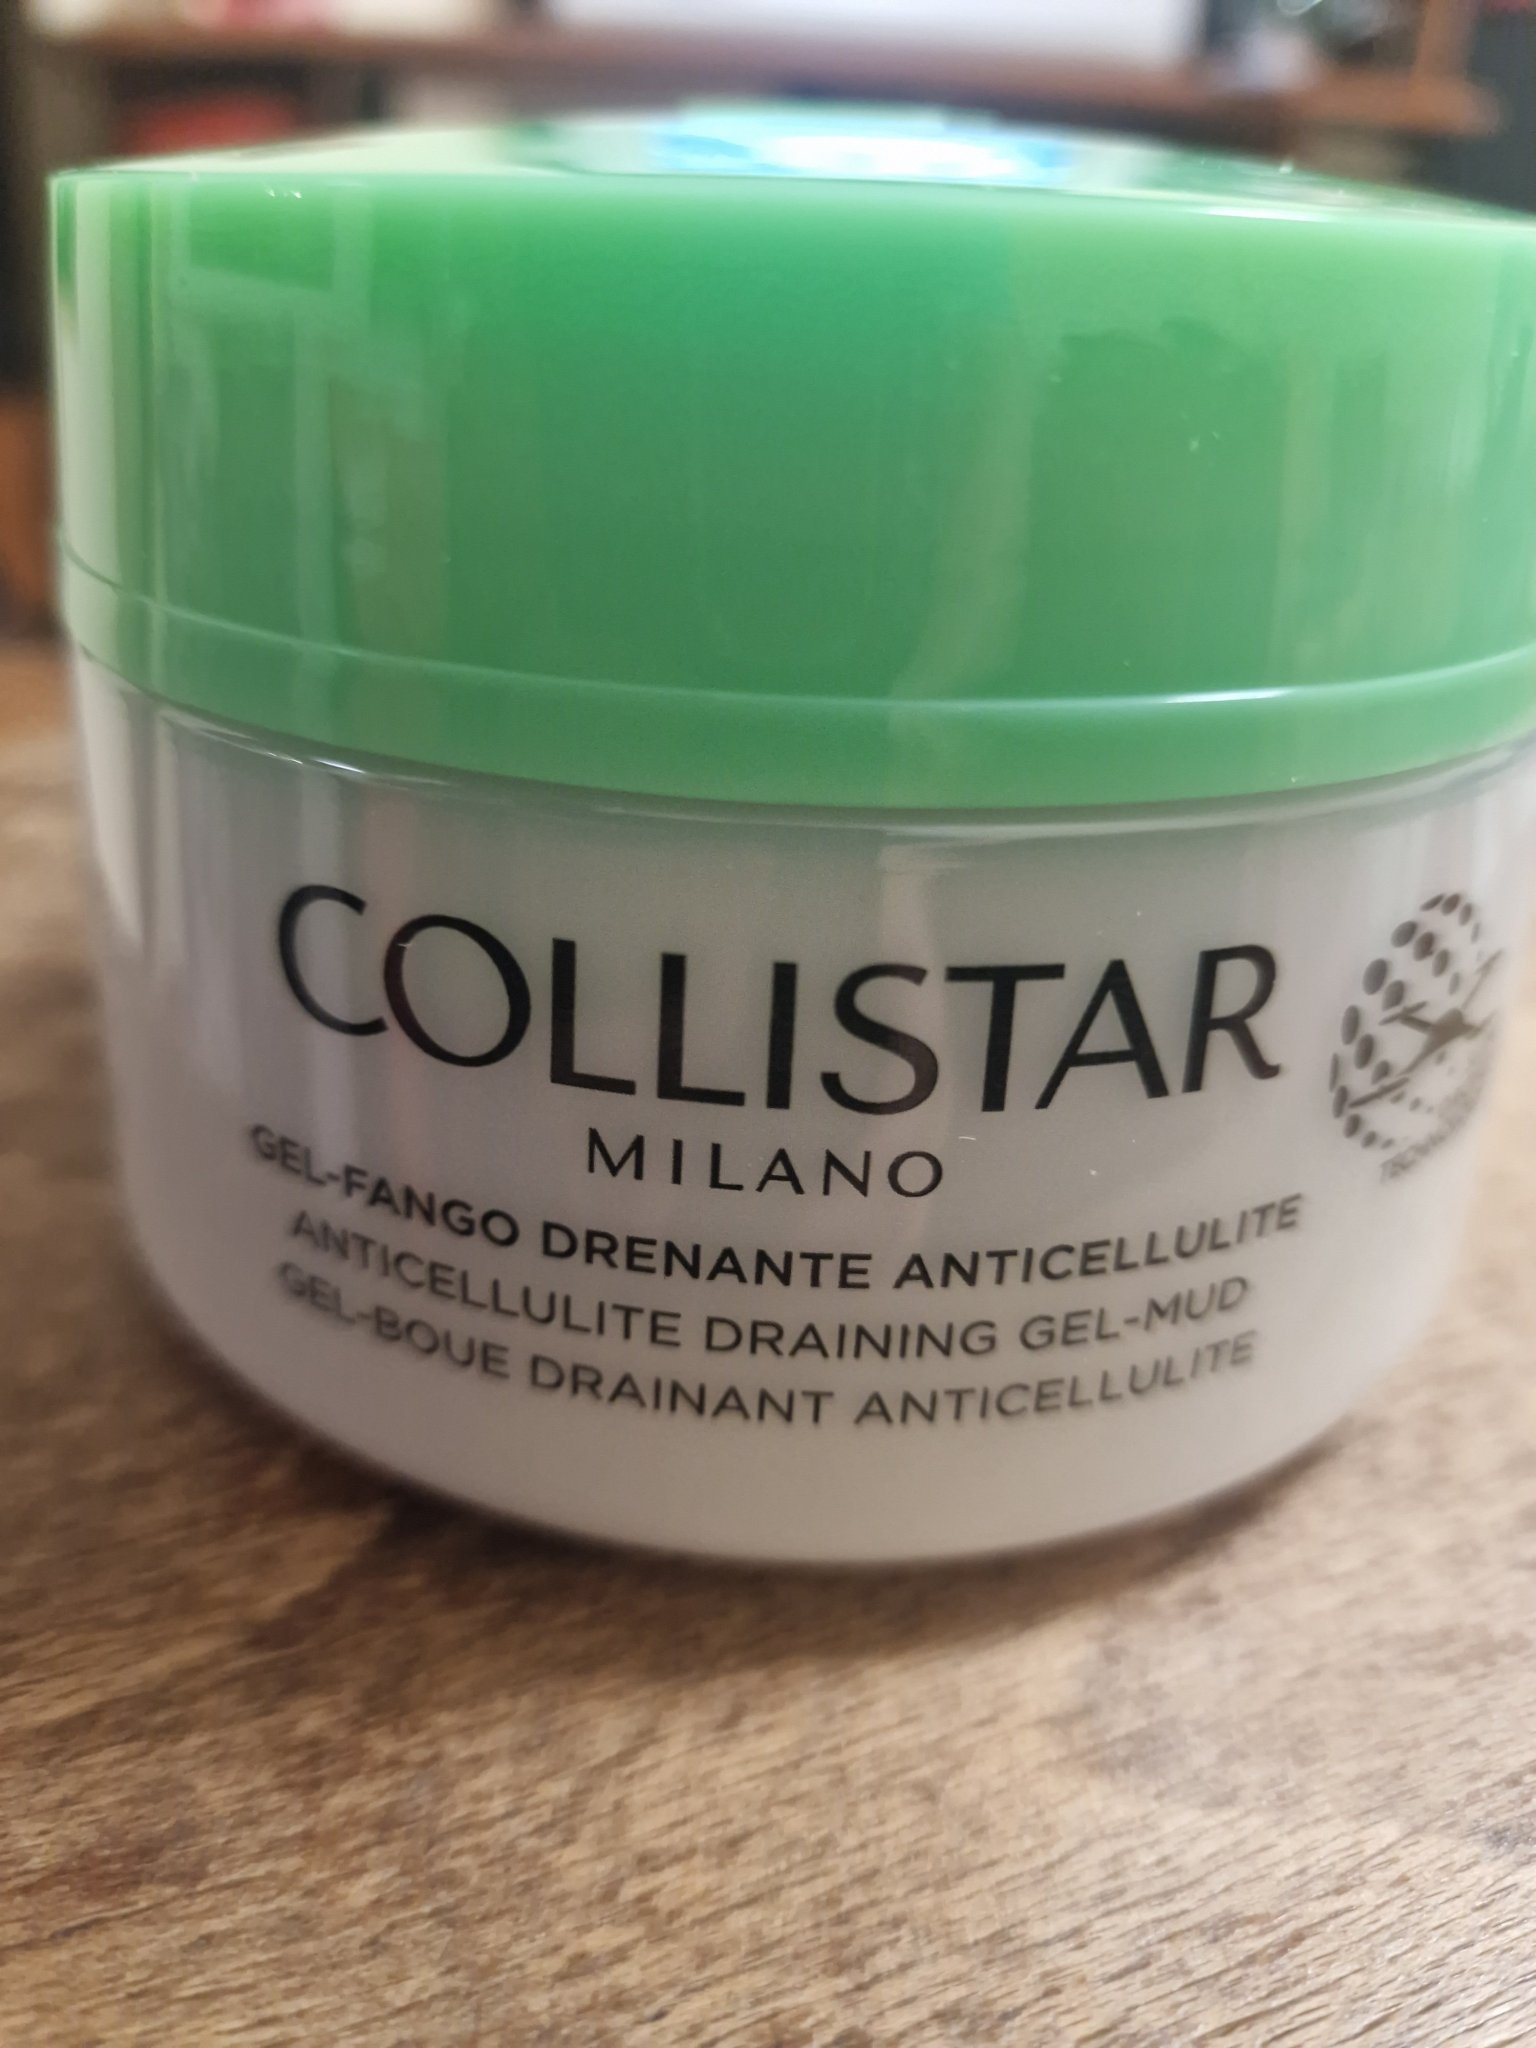 COLLISTAR
MILANO
GEL-FANGO DRENANTE ANTICELLULITE
ANTICELLULITE DRAINING GEL-MUD
GEL-BOUE DRAINANT ANTICELLULITE